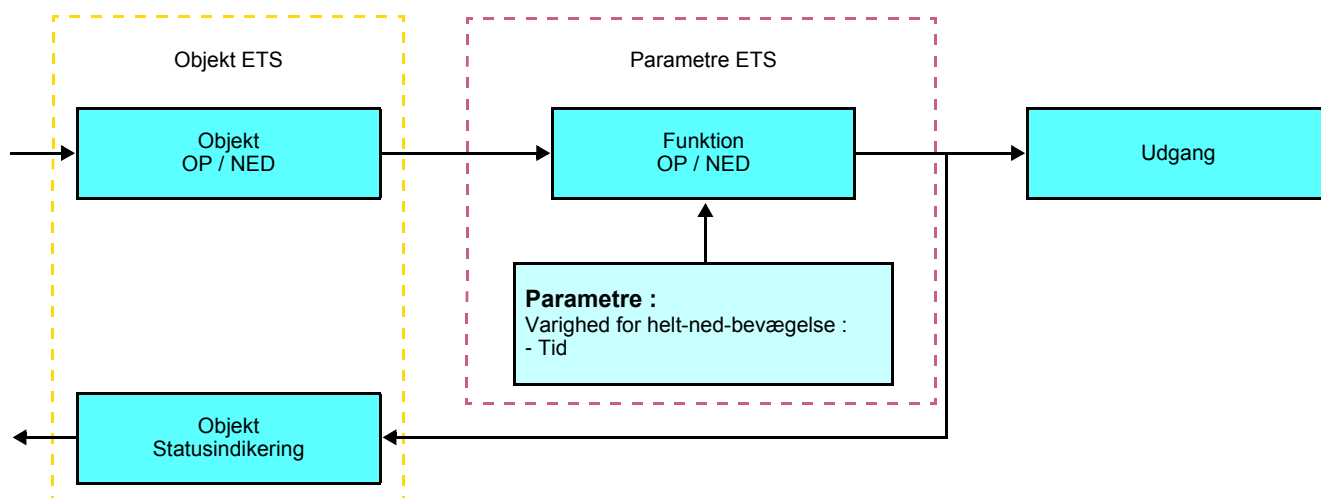 Objekt ETS
Parametre ETS
Objekt
OP / NED
Funktion
OP / NED
Udgang
Parametre :
Varighed for helt-ned-bevægelse :
- Tid
Objekt
Statusindikering